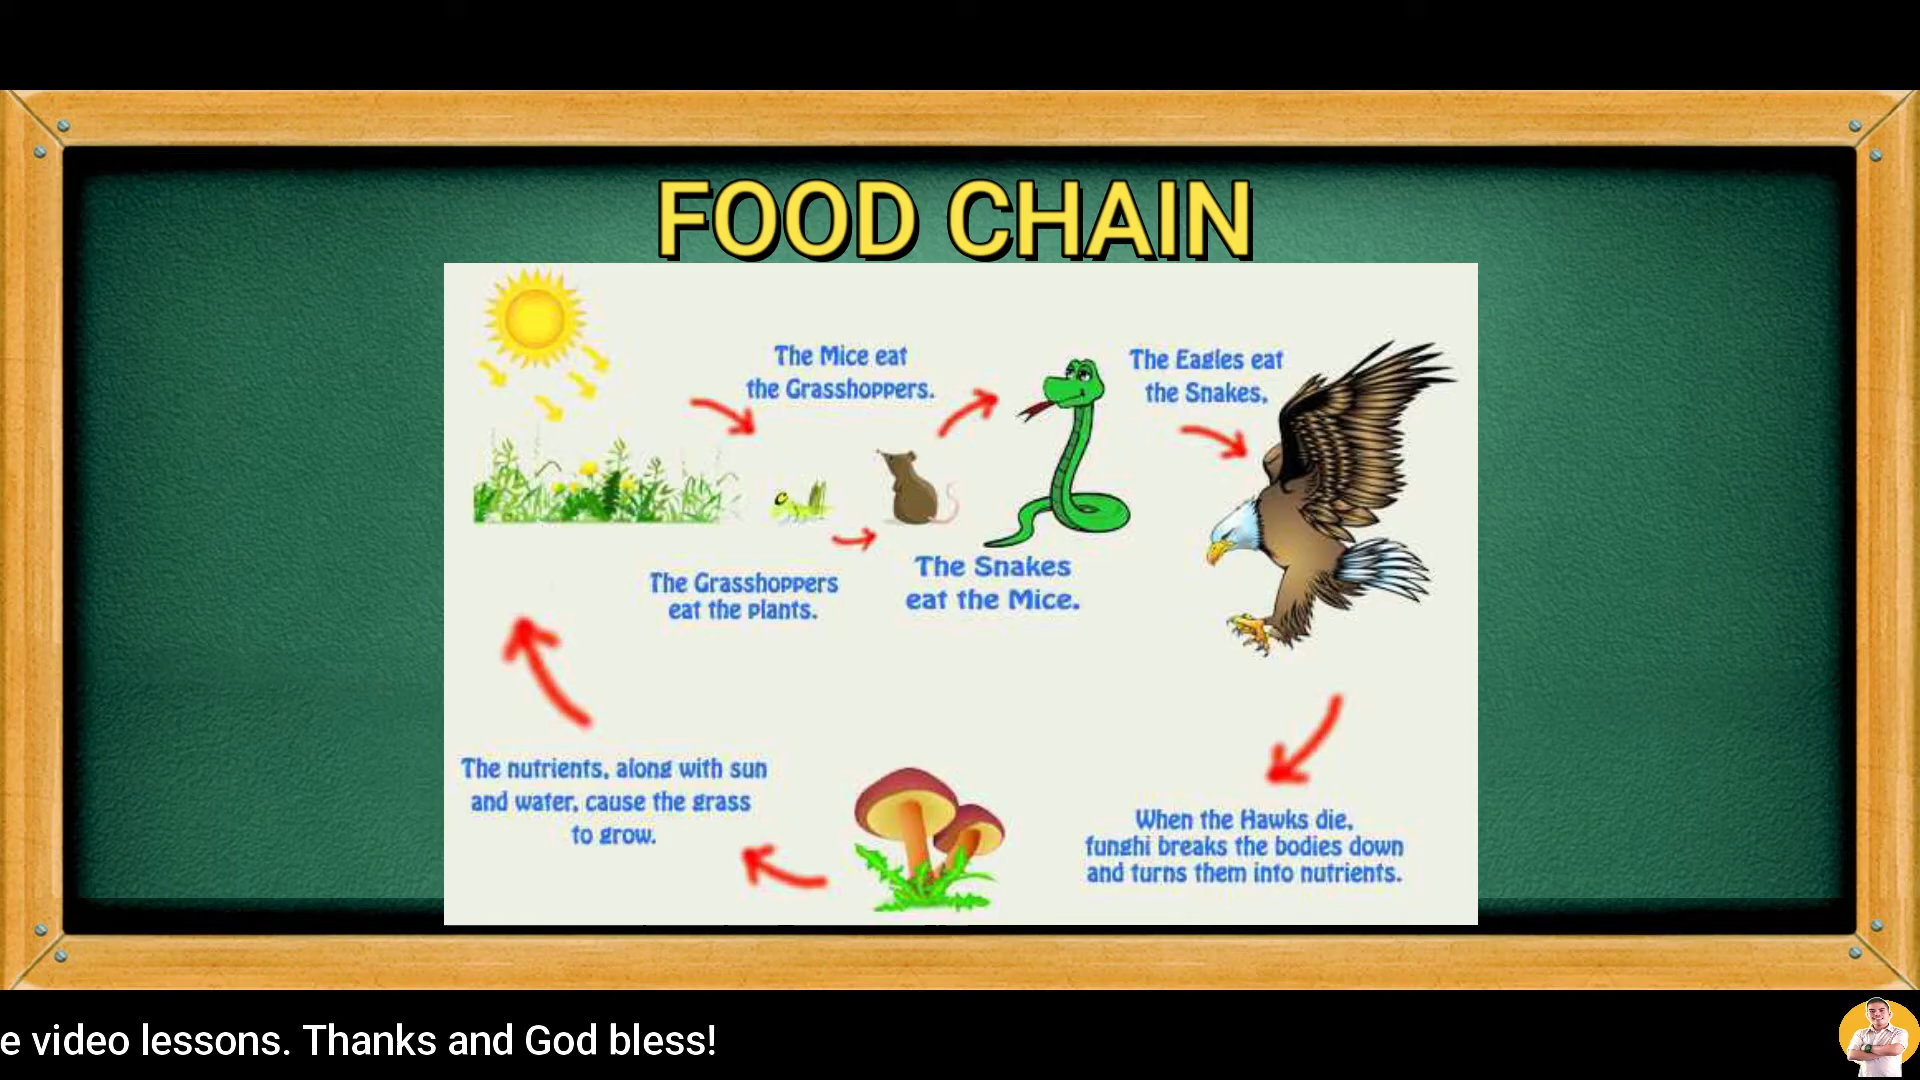 FOOD CHAIN
The Mice eat
the Grasshoppers.
The Eagles eat
the Snakes.
The Grasshoppers
eat the plants.
The Snakes
eat the Mice.
The nutrients, along with sun
and water, cause the grass
to grow.
When the Hawks die,
funghi breaks the bodies down
and turns them into nutrients.
e video lessons. Thanks and God bless!